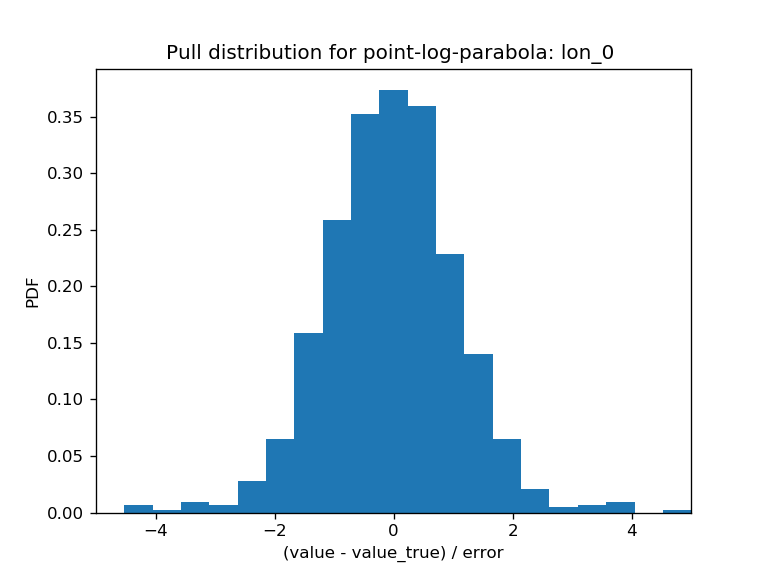 Pull distribution for point-log-parabola: lon_0
0.35
0.30
0.25
0.20
0.15
0.10
0.05
0.00
PDF
−4 −2 0 2 4
(value - value_true) / error